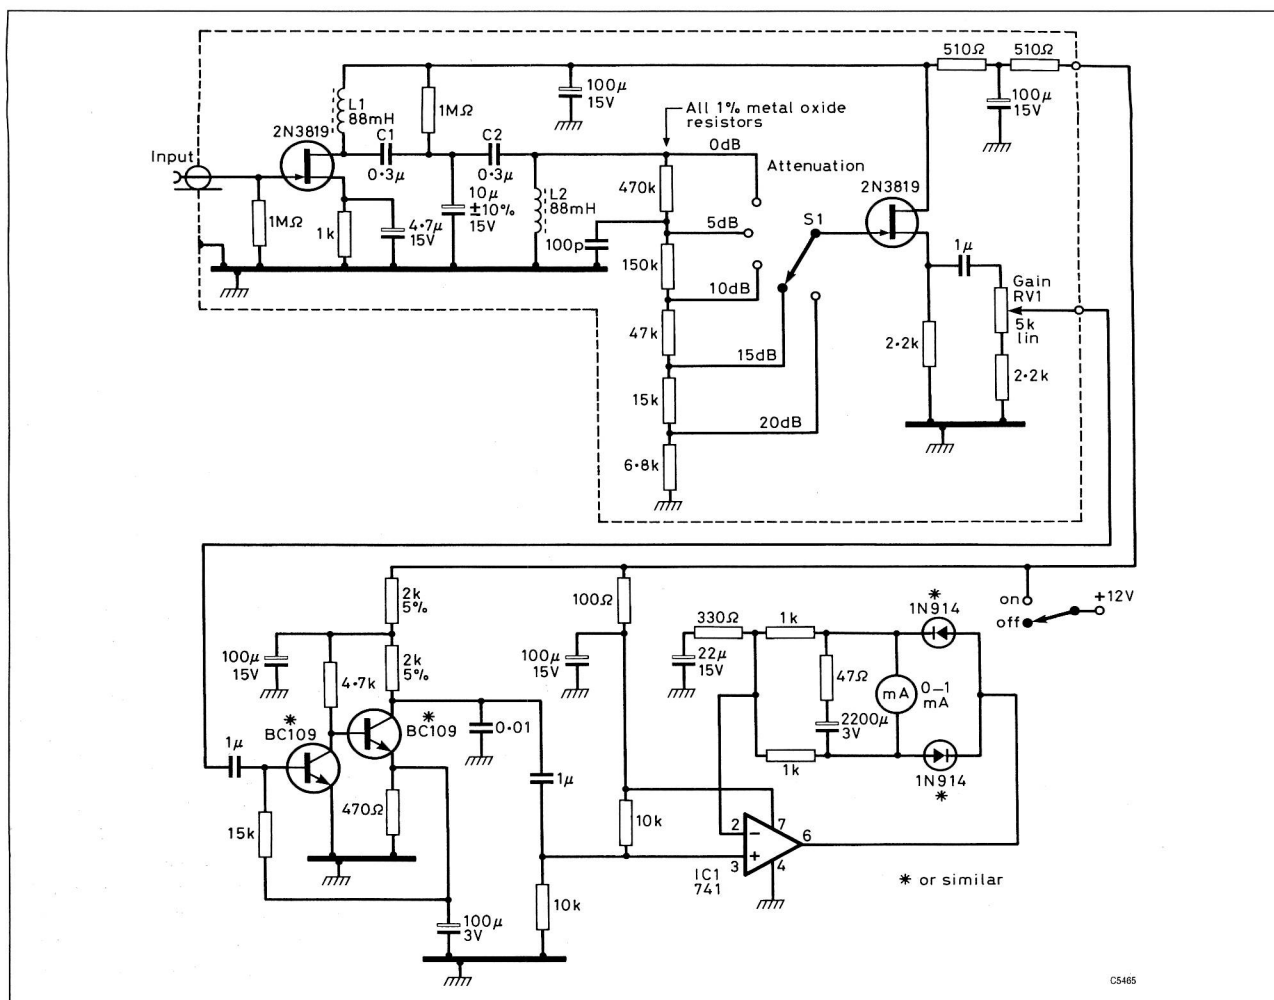 510Ω
510Ω
100μ
15V
100μ
15V
L1
88mH
1MΩ
All 1% metal oxide
resistors
2N3819
C1
C2
0dB
Input
Attenuation
0·3μ
0·3μ
470k
2N3819
10μ
±10%
15V
L2
88mH
S1
1MΩ
1k
4·7μ
15V
5dB
100p
1μ
150k
Gain
RV1
5k
lin
10dB
47k
2·2k
15dB
2·2k
15k
20dB
6·8k
2k
5%
100Ω
on
off
+12V
*
1N914
330Ω
1k
100μ
15V
2k
5%
100μ
15V
22μ
15V
47Ω
4·7k
mA
0–1
mA
*
BC109
*
BC109
0·01
2200μ
3V
1μ
1k
1N914
*
1μ
470Ω
15k
10k
2
7
6
–
+
3
4
IC1
741
* or similar
10k
100μ
3V
C5465